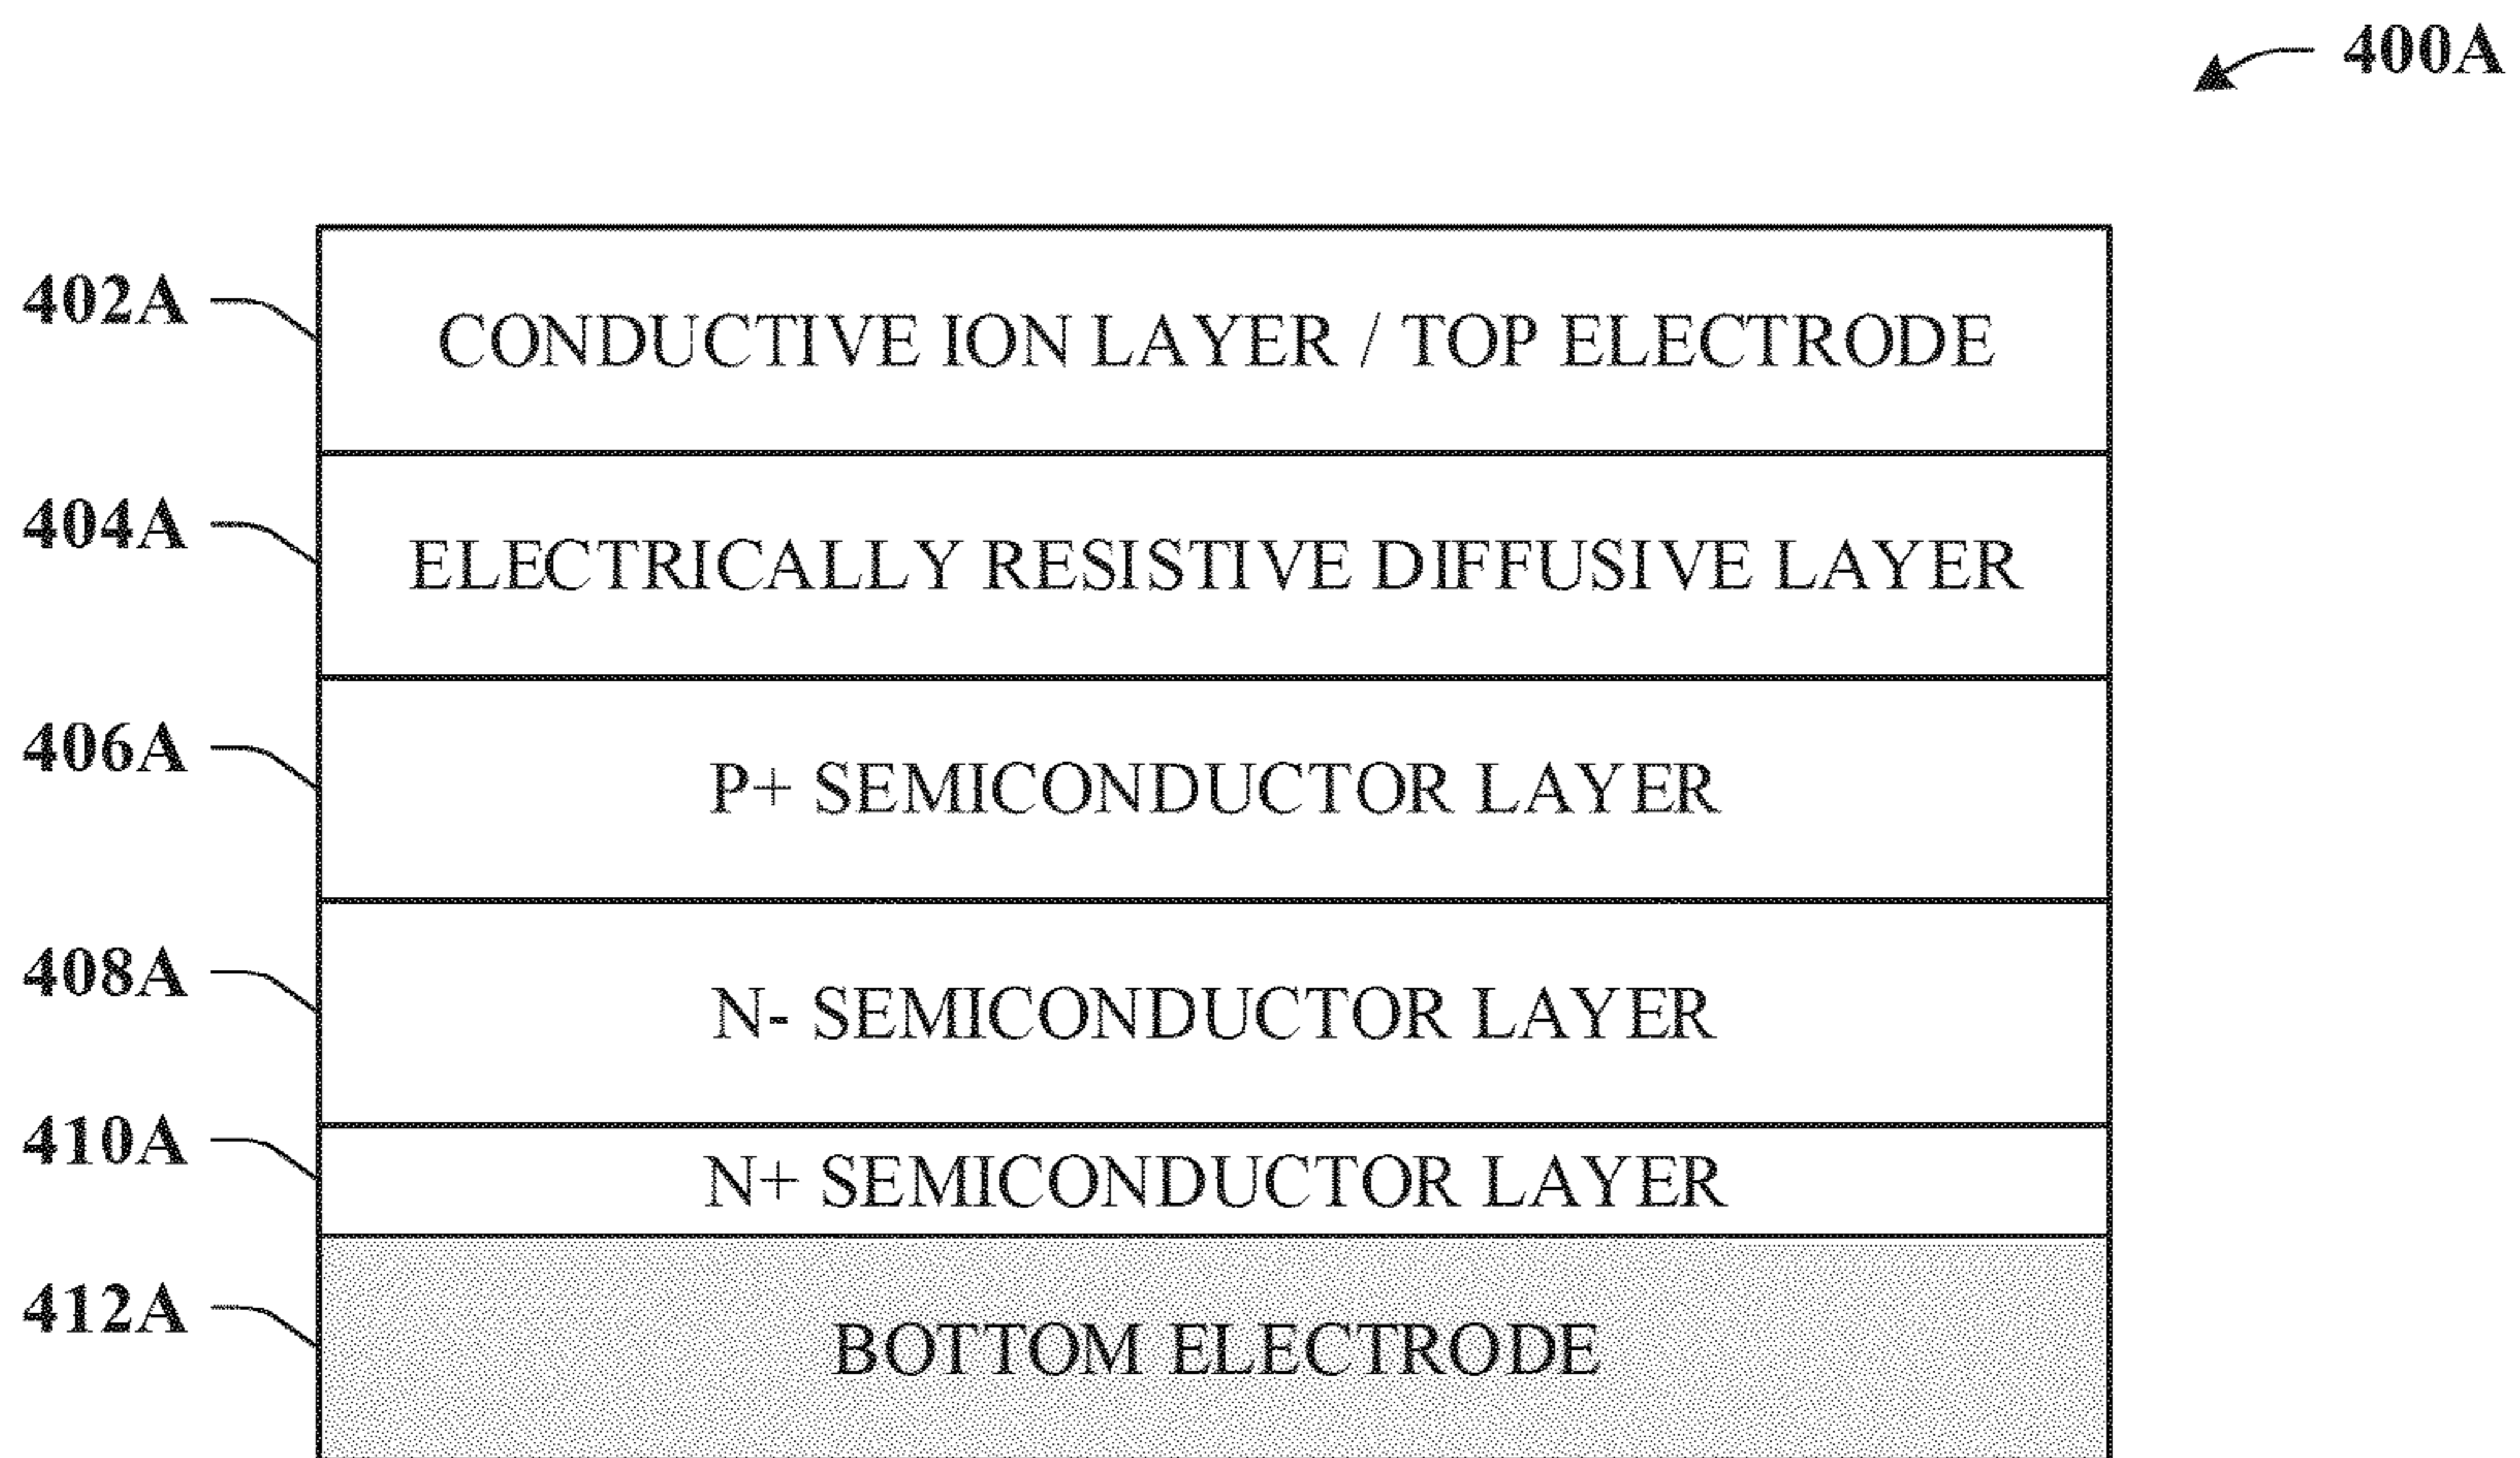 400A
402A
CONDUCTIVE ION LAYER / TOP ELECTRODE
404A
ELECTRICALLY RESISTIVE DIFFUSIVE LAYER
406A
P+ SEMICONDUCTOR LAYER
408A
N- SEMICONDUCTOR LAYER
410A
N+ SEMICONDUCTOR LAYER
412A
BOTTOM ELECTRODE